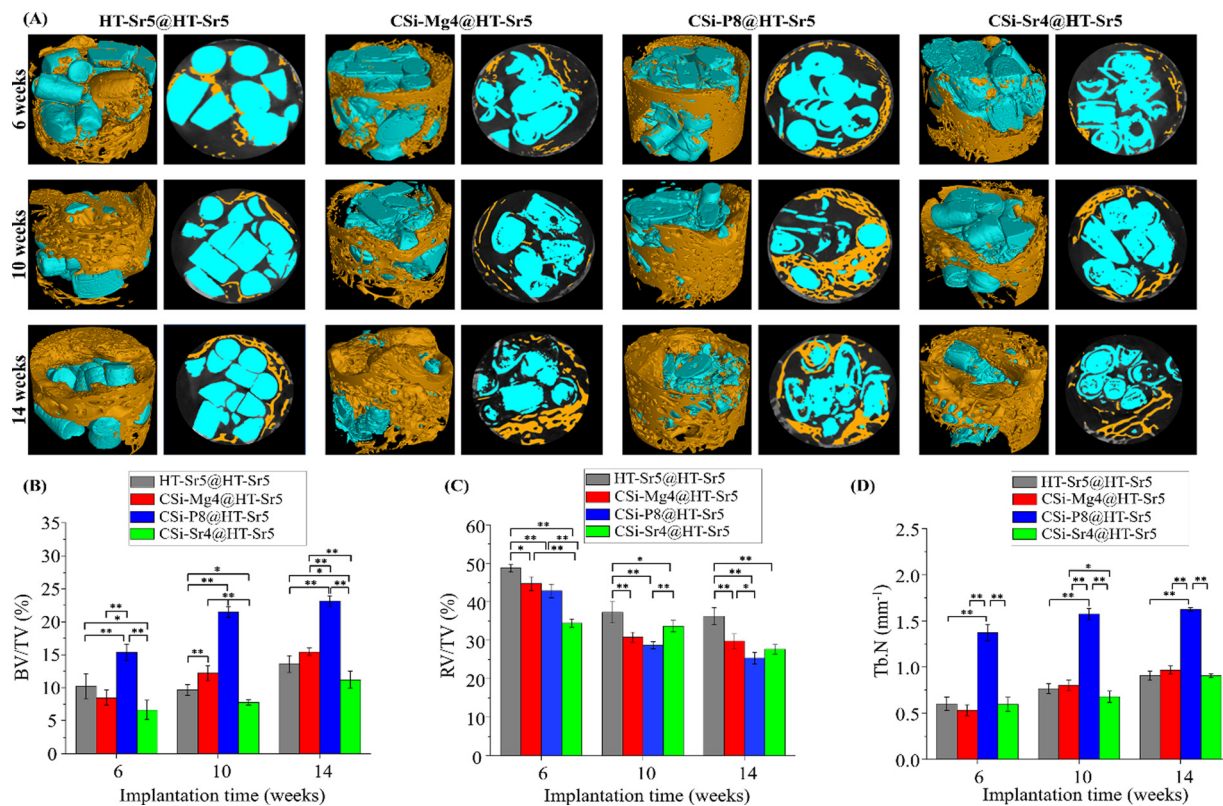 (A)
HT-Sr5@HT-Sr5 CSi-Mg4@HT-Sr5 CSi-P8@HT-Sr5 CSi-Sr4@HT-Sr5
6 weeks
10 weeks
14 weeks
(B)
HT-Sr5@HT-Sr5
CSi-Mg4@HT-Sr5
CSi-P8@HT-Sr5
CSi-Sr4@HT-Sr5
BV/TV (%)
35
30
25
20
15
10
5
0
** * ** **
** ** * **
** ** * ** ** **
6 10 14
Implantation time (weeks)
(C)
HT-Sr5@HT-Sr5
CSi-Mg4@HT-Sr5
CSi-P8@HT-Sr5
CSi-Sr4@HT-Sr5
RV/TV (%)
60
50
40
30
20
10
0
** ** ** * **
* ** ** **
** ** ** *
6 10 14
Implantation time (weeks)
(D)
HT-Sr5@HT-Sr5
CSi-Mg4@HT-Sr5
CSi-P8@HT-Sr5
CSi-Sr4@HT-Sr5
Tb.N (mm⁻¹)
2.5
2.0
1.5
1.0
0.5
0.0
** ** **
* ** ** **
** ** **
6 10 14
Implantation time (weeks)